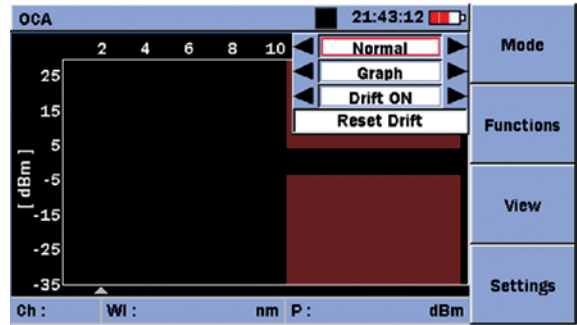 OCA 21:43:12
2 4 6 8 10
Normal
Graph
Drift ON
Reset Drift
25
15
5
-5
-15
-25
-35
[ dBm ]
Ch : Wl : nm P : dBm
Mode
Functions
View
Settings